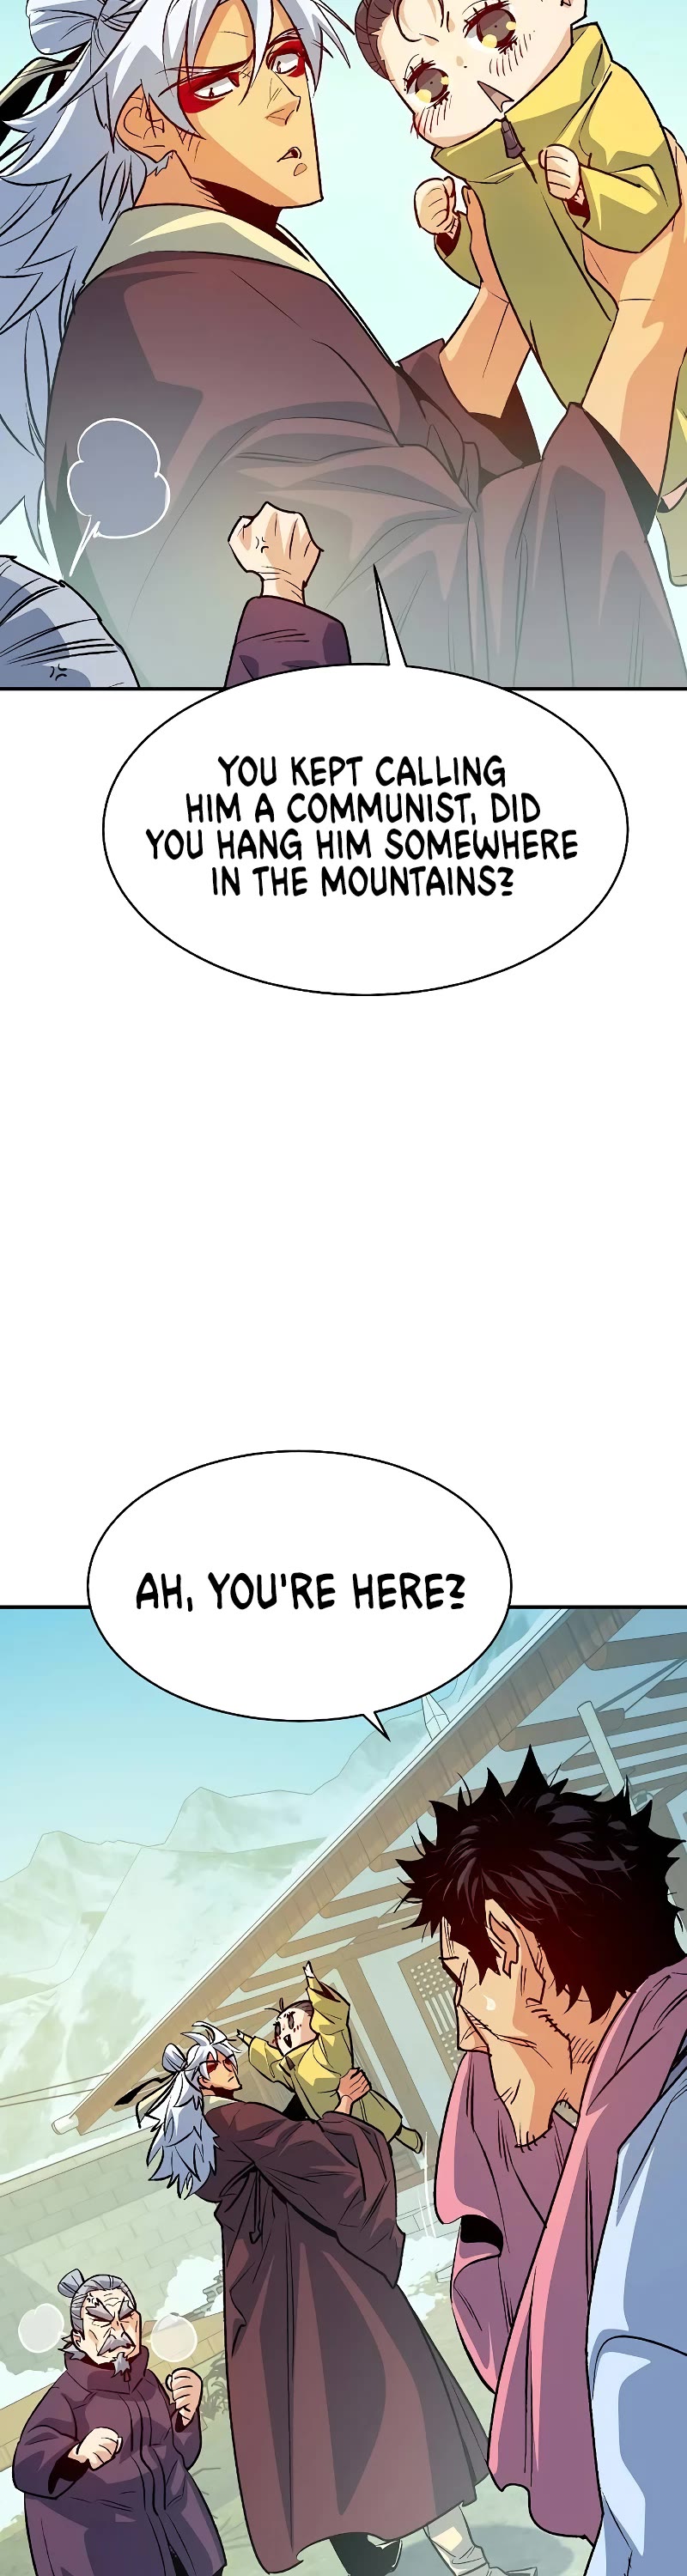 YOU KEPT CALLING
HIM A COMMUNIST, DID
YOU HANG HIM SOMEWHERE
IN THE MOUNTAINS?
AH, YOU'RE HERE?